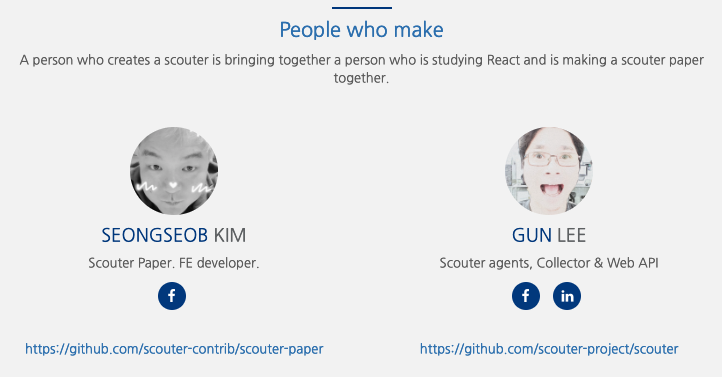 People who make
A person who creates a scouter is bringing together a person who is studying React and is making a scouter paper
together.
SEONGSEOB KIM
GUN LEE
Scouter Paper. FE developer.
Scouter agents, Collector & Web API
f
f in
https://github.com/scouter-contrib/scouter-paper
https://github.com/scouter-project/scouter